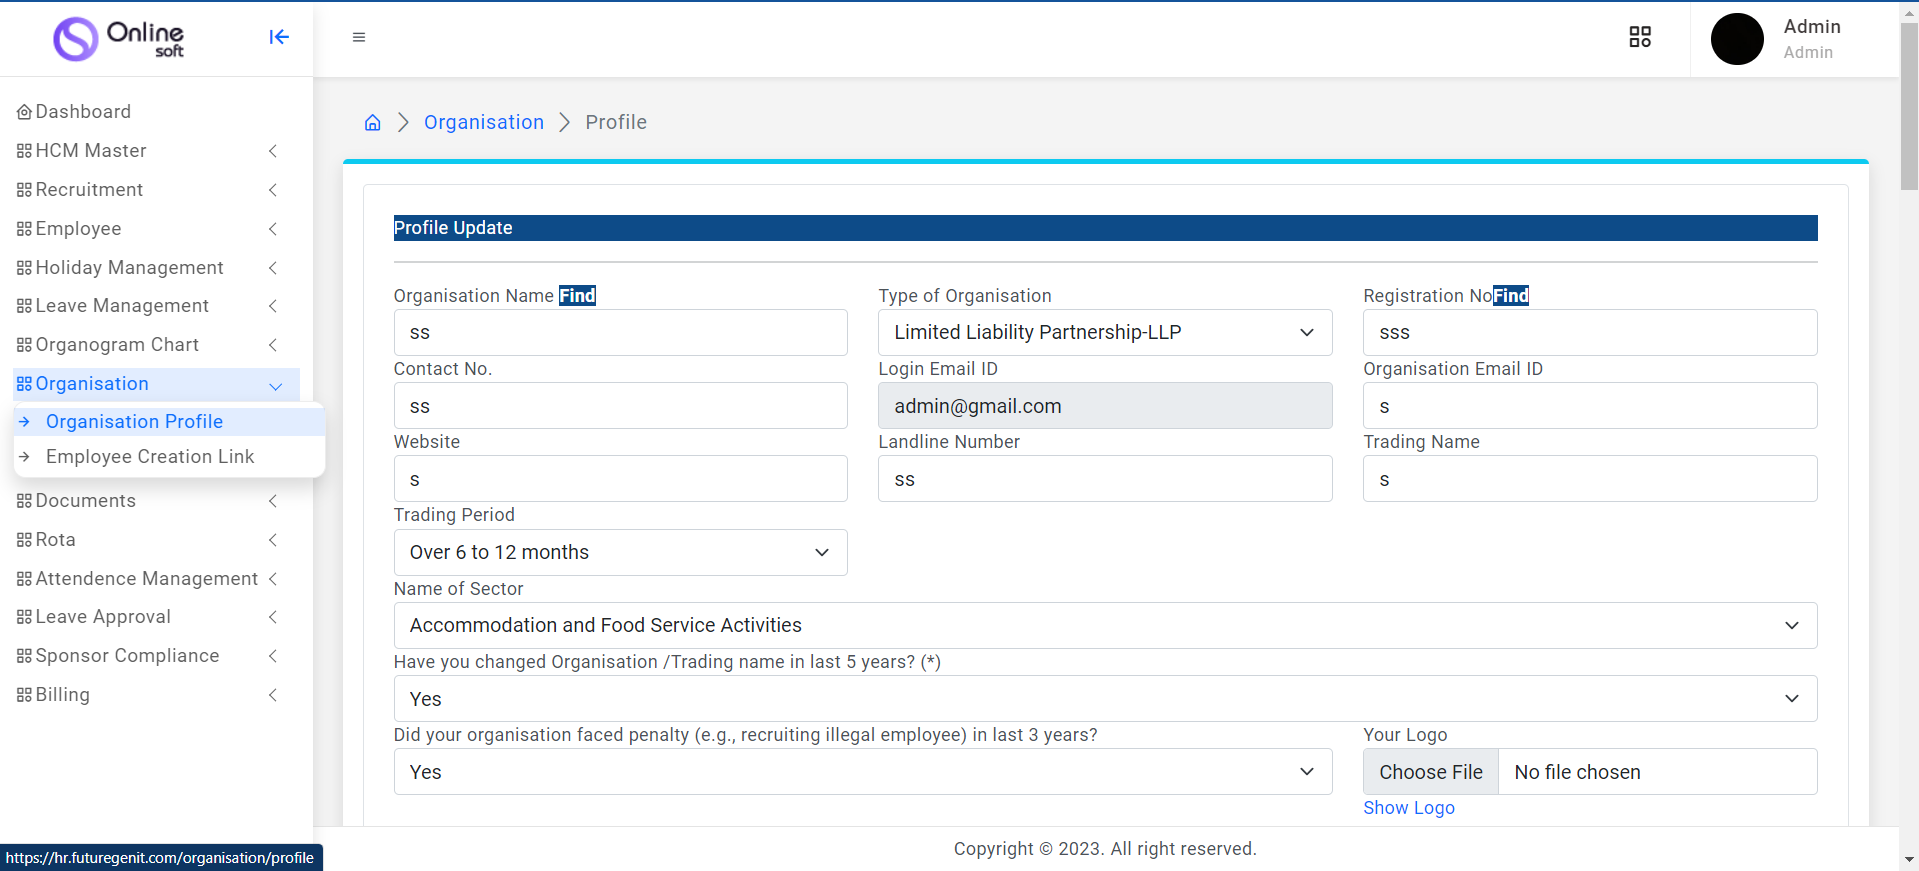 Online
soft
Admin
Admin
Dashboard
HCM Master
Recruitment
Employee
Holiday Management
Leave Management
Organogram Chart
Organisation
Organisation Profile
Employee Creation Link
Documents
Rota
Attendence Management
Leave Approval
Sponsor Compliance
Billing
https://hr.futuregenit.com/organisation/profile
Organisation Profile
Profile Update
Organisation Name Find
ss
Type of Organisation
Limited Liability Partnership-LLP
Registration NoFind
sss
Contact No.
ss
Login Email ID
admin@gmail.com
Organisation Email ID
s
Website
s
Landline Number
ss
Trading Name
s
Trading Period
Over 6 to 12 months
Name of Sector
Accommodation and Food Service Activities
Have you changed Organisation /Trading name in last 5 years? (*)
Yes
Did your organisation faced penalty (e.g., recruiting illegal employee) in last 3 years?
Yes
Your Logo
Choose File No file chosen
Show Logo
Copyright © 2023. All right reserved.